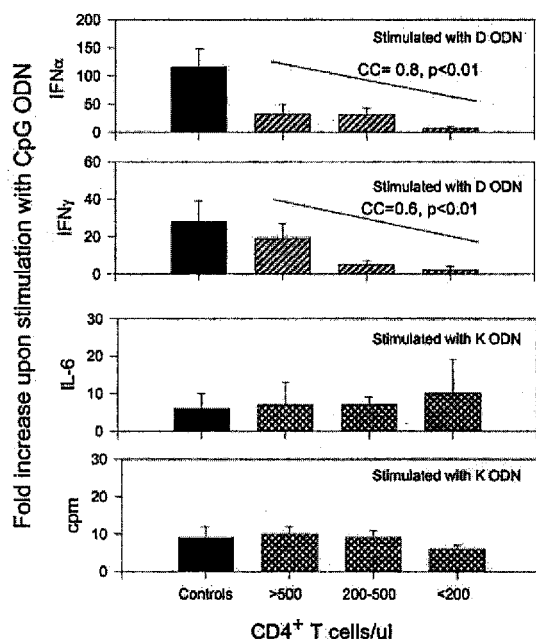 Fold increase upon stimulation with CpG ODN
IFNα
200
150
100
50
0
Stimulated with D ODN
CC= 0.8, p<0.01
IFNγ
60
40
20
0
Stimulated with D ODN
CC=0.6, p<0.01
IL-6
30
20
10
0
Stimulated with K ODN
cpm
30
20
10
0
Stimulated with K ODN
Controls >500 200-500 <200
CD4+ T cells/ul